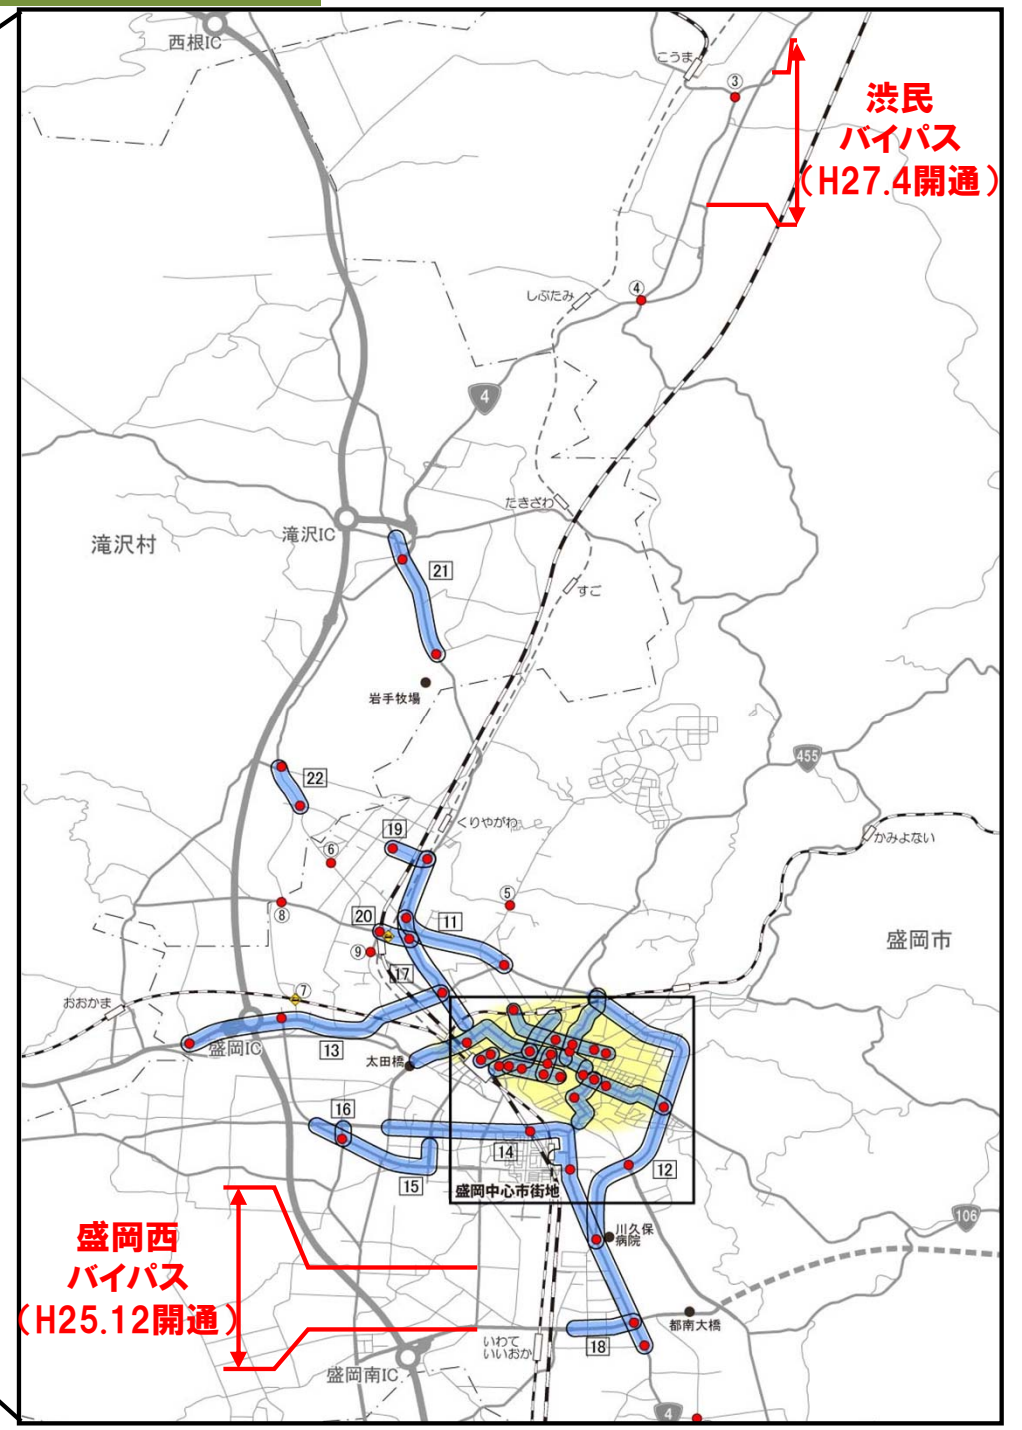 西根IC
こうま
③
渋民
バイパス
（H27.4開通）
しぶたみ
④
4
たきざわ
滝沢IC
滝沢村
21
すご
岩手牧場
455
22
くりやがわ
19
かみよない
⑥
⑤
⑧
20
11
盛岡市
⑨
17
⑦
おおかま
盛岡IC
13
太田橋
16
14
12
15
盛岡中心市街地
106
盛岡西
バイパス
（H25.12開通）
川久保
病院
都南大橋
いわて
いいおか
18
盛岡南IC
4